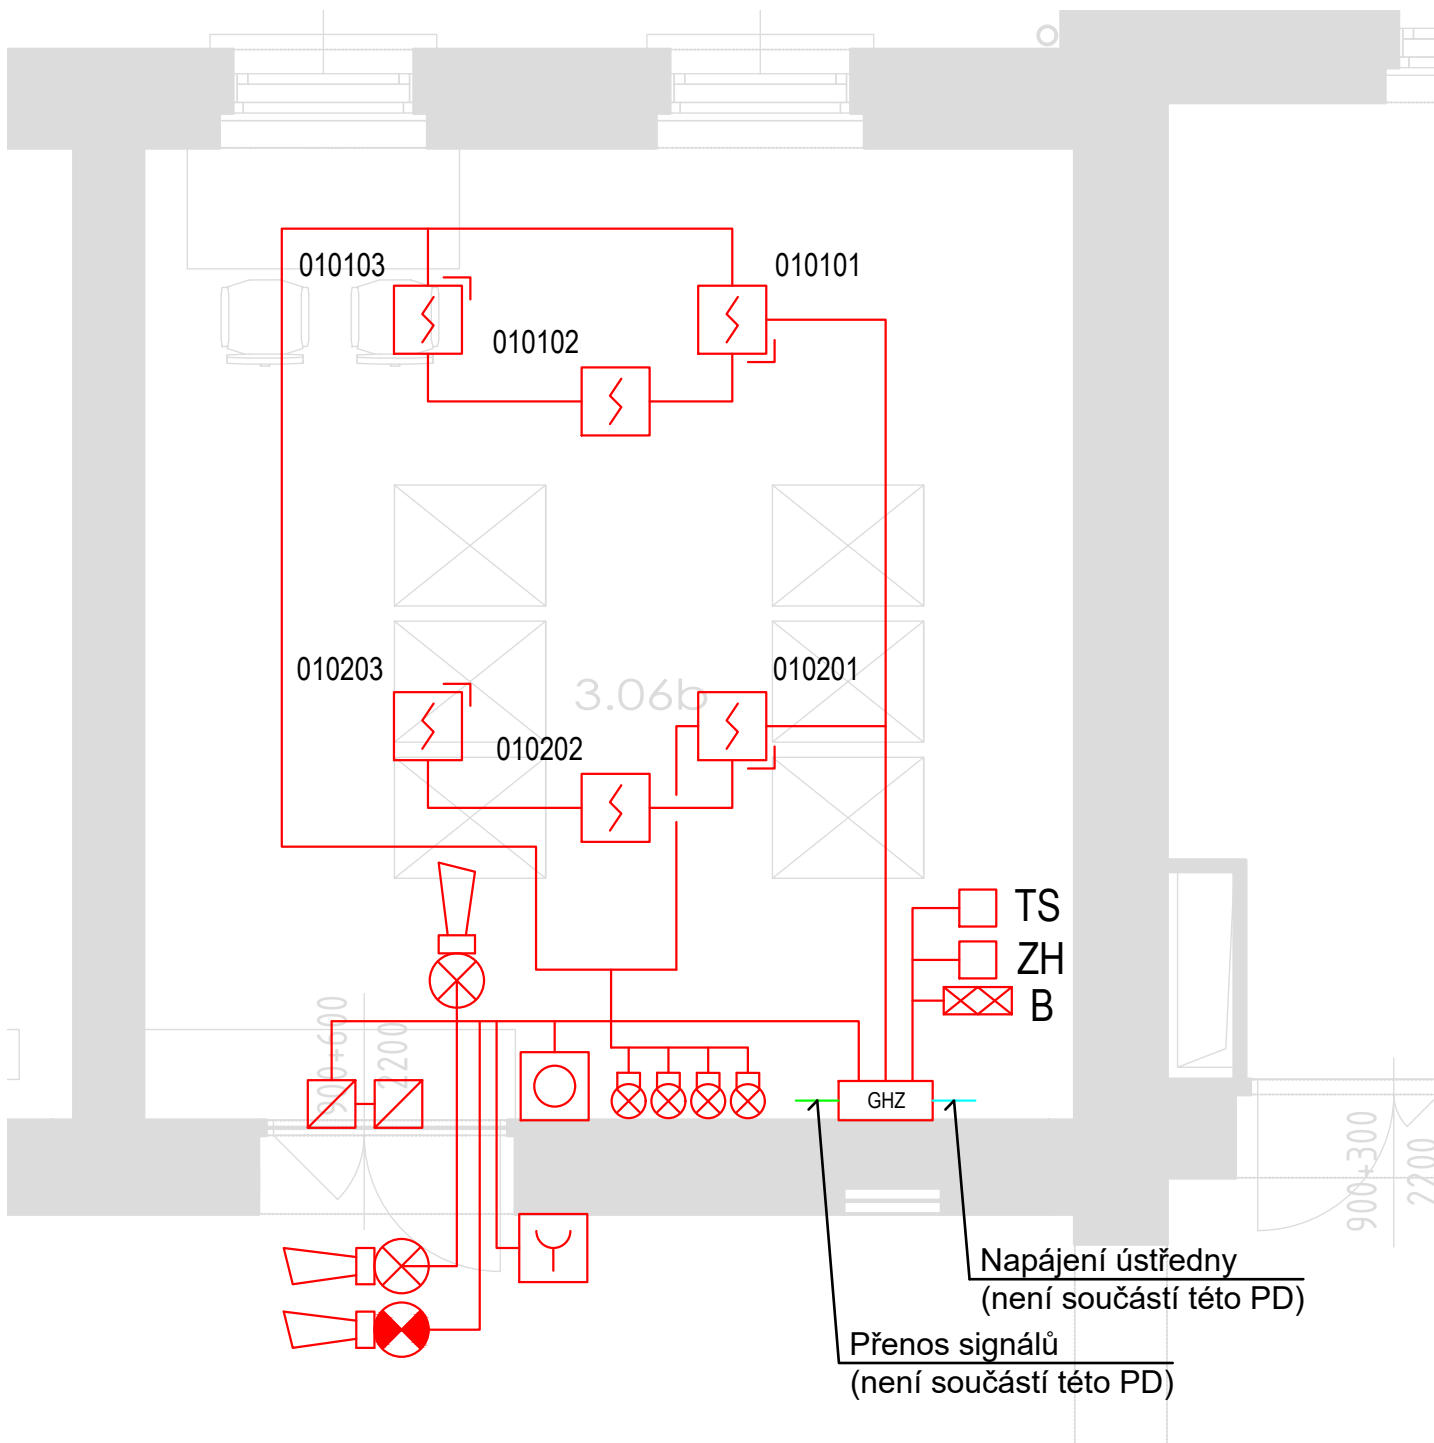 010103
010101
010102
010203
3.06b
010201
010202
TS
ZH
B
900+600
2200
GHZ
900+300
2200
Napájení ústředny
(není součástí této PD)
Přenos signálů
(není součástí této PD)